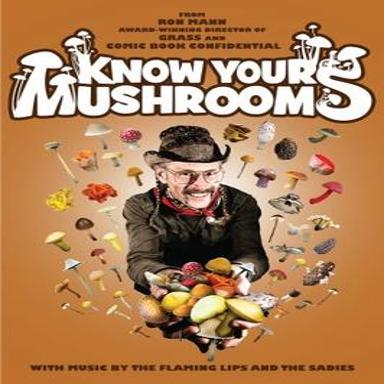 FROM
RON MANN
AWARD-WINNING DIRECTOR OF
GRASS AND
COMIC BOOK CONFIDENTIAL
KNOW YOUR
MUSHROOMS
WITH MUSIC BY THE FLAMING LIPS AND THE SADIES